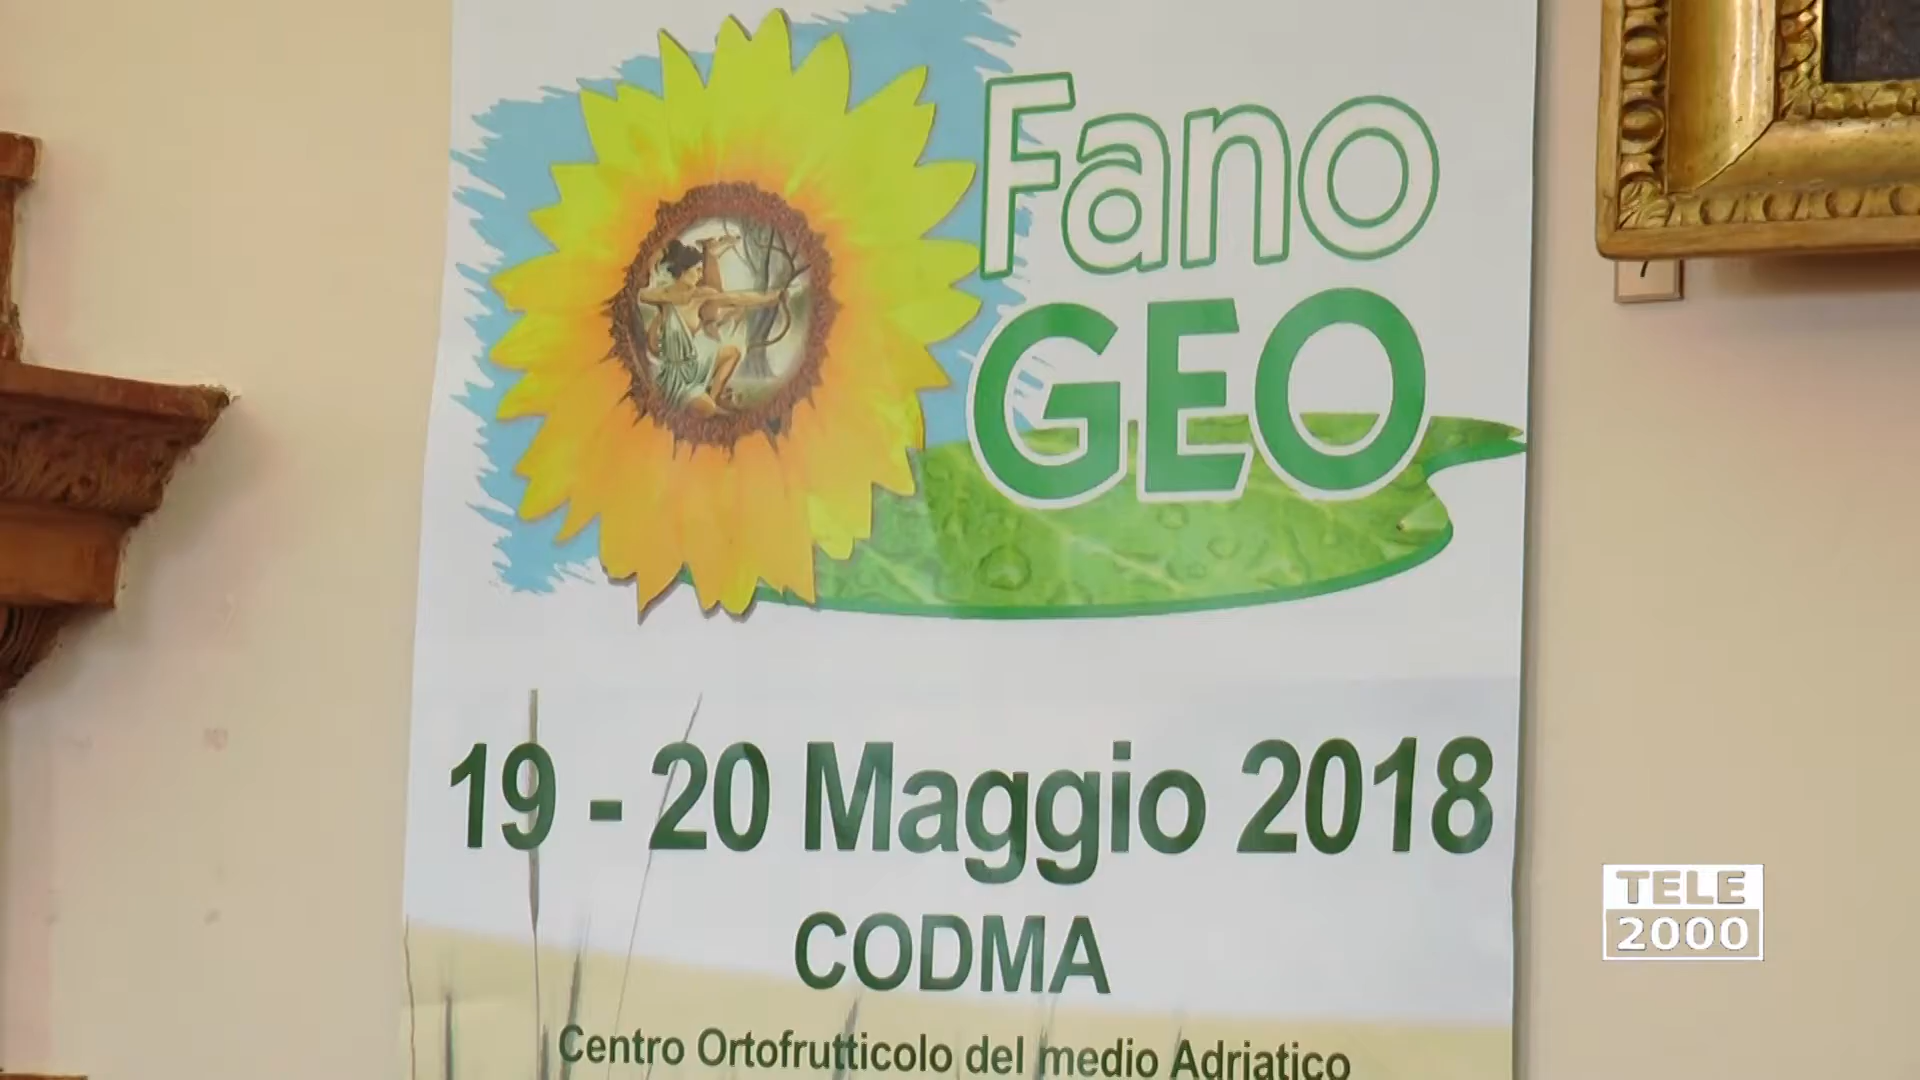 Fano
GEO
19 - 20 Maggio 2018
CODMA
Centro Ortofrutticolo del medio Adriatico
TELE
2000